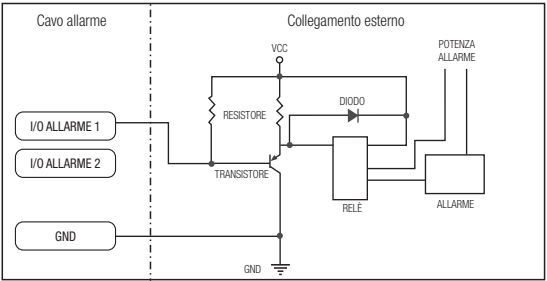 Cavo allarme
Collegamento esterno
VCC
POTENZA
ALLARME
DIODO
RESISTORE
I/O ALLARME 1
I/O ALLARME 2
TRANSISTORE
RELÈ
ALLARME
GND
GND